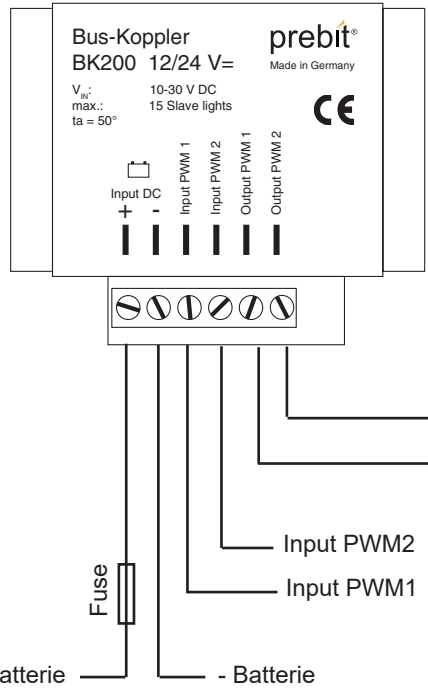 Bus-Koppler
BK200 12/24 V=
prebit®
Made in Germany
VIN: 10-30 V DC
max.: 15 Slave lights
ta = 50°
CE
Input DC
+ -
Input PWM 1
Input PWM 2
Output PWM 1
Output PWM 2
Input PWM2
Input PWM1
Fuse
atterie
- Batterie